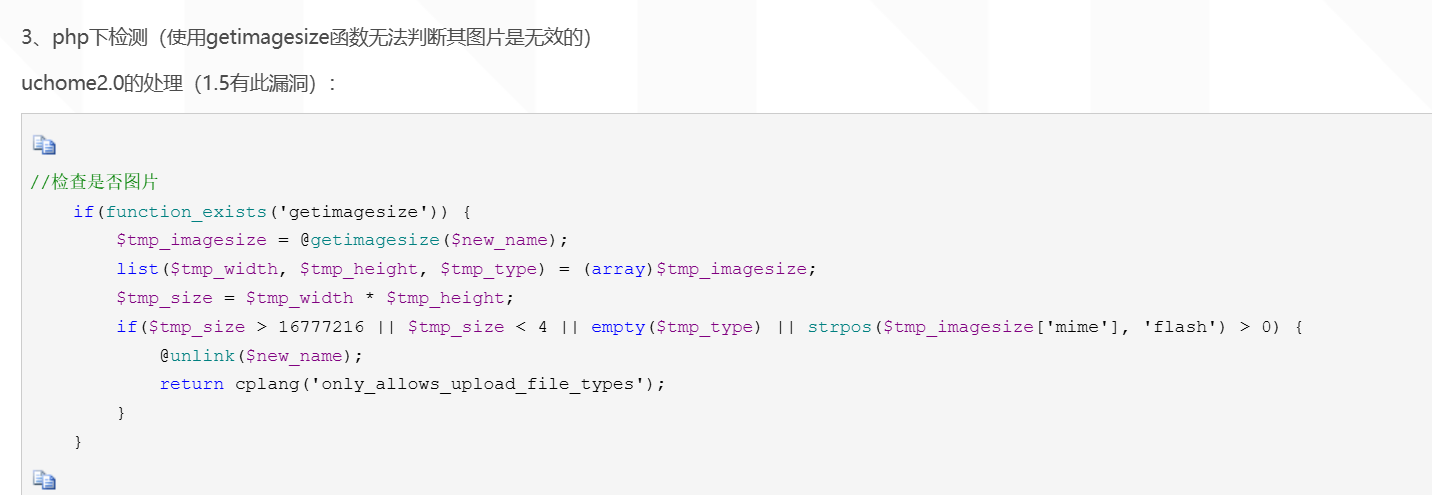 3、php下检测（使用getimagesize函数无法判断其图片是无效的）
uchome2.0的处理（1.5有此漏洞）：
//检查是否图片
    if(function_exists('getimagesize')) {
        $tmp_imagesize = @getimagesize($new_name);
        list($tmp_width, $tmp_height, $tmp_type) = (array)$tmp_imagesize;
        $tmp_size = $tmp_width * $tmp_height;
        if($tmp_size > 16777216 || $tmp_size < 4 || empty($tmp_type) || strpos($tmp_imagesize['mime'], 'flash') > 0) {
            @unlink($new_name);
            return cplang('only_allows_upload_file_types');
        }
    }